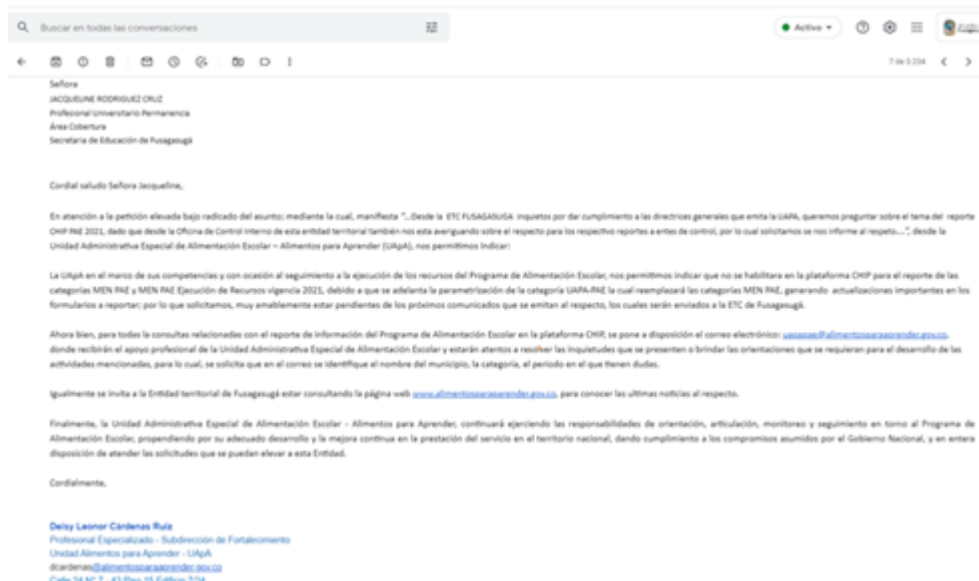 Buscar en todas las conversaciones
Activo
7 de 3.234
Señora
JACQUELINE RODRIGUEZ CRUZ
Profesional Universitario Permanencia
Área Cobertura
Secretaria de Educación de Fusagasugá
Cordial saludo Señora Jacqueline,
En atención a la petición elevada bajo radicado del asunto; mediante la cual, manifiesta "...Desde la ETC FUSAGASUGA inquietos por dar cumplimiento a las directrices generales que emita la UAPA, queremos preguntar sobre el tema del reporte
CHIP PAE 2021, dado que desde la Oficina de Control Interno de esta entidad territorial también nos esta averiguando sobre el respecto para los respectivo reportes a entes de control, por lo cual solicitamos se nos informe al respeto....", desde la
Unidad Administrativa Especial de Alimentación Escolar – Alimentos para Aprender (UApA), nos permitimos Indicar:
La UApA en el marco de sus competencias y con ocasión al seguimiento a la ejecución de los recursos del Programa de Alimentación Escolar, nos permitimos indicar que no se habilitara en la plataforma CHIP para el reporte de las
categorías MEN PAE y MEN PAE Ejecución de Recursos vigencia 2021, debido a que se adelanta la parametrización de la categoría UAPA-PAE la cual reemplazará las categorías MEN PAE, generando actualizaciones importantes en los
formularios a reportar; por lo que solicitamos, muy amablemente estar pendientes de los próximos comunicados que se emitan al respecto, los cuales serán enviados a la ETC de Fusagasugá.
Ahora bien, para todas la consultas relacionadas con el reporte de información del Programa de Alimentación Escolar en la plataforma CHIP, se pone a disposición el correo electrónico: uapapae@alimentosparaaprender.gov.co,
donde recibirán el apoyo profesional de la Unidad Administrativa Especial de Alimentación Escolar y estarán atentos a resolver las inquietudes que se presenten o brindar las orientaciones que se requieran para el desarrollo de las
actividades mencionadas, para lo cual, se solicita que en el correo se identifique el nombre del municipio, la categoría, el periodo en el que tienen dudas.
Igualmente se invita a la Entidad territorial de Fusagasugá estar consultando la página web www.alimentosparaaprender.gov.co, para conocer las ultimas noticias al respecto.
Finalmente, la Unidad Administrativa Especial de Alimentación Escolar - Alimentos para Aprender, continuará ejerciendo las responsabilidades de orientación, articulación, monitoreo y seguimiento en torno al Programa de
Alimentación Escolar, propendiendo por su adecuado desarrollo y la mejora continua en la prestación del servicio en el territorio nacional, dando cumplimiento a los compromisos asumidos por el Gobierno Nacional, y en entera
disposición de atender las solicitudes que se puedan elevar a esta Entidad.
Cordialmente,
Deisy Leonor Cárdenas Ruiz
Profesional Especializado - Subdirección de Fortalecimiento
Unidad Alimentos para Aprender - UApA
dcardenas@alimentosparaaprender.gov.co
Calle 24 N° 7 - 43 Piso 15 Edificio 7/24